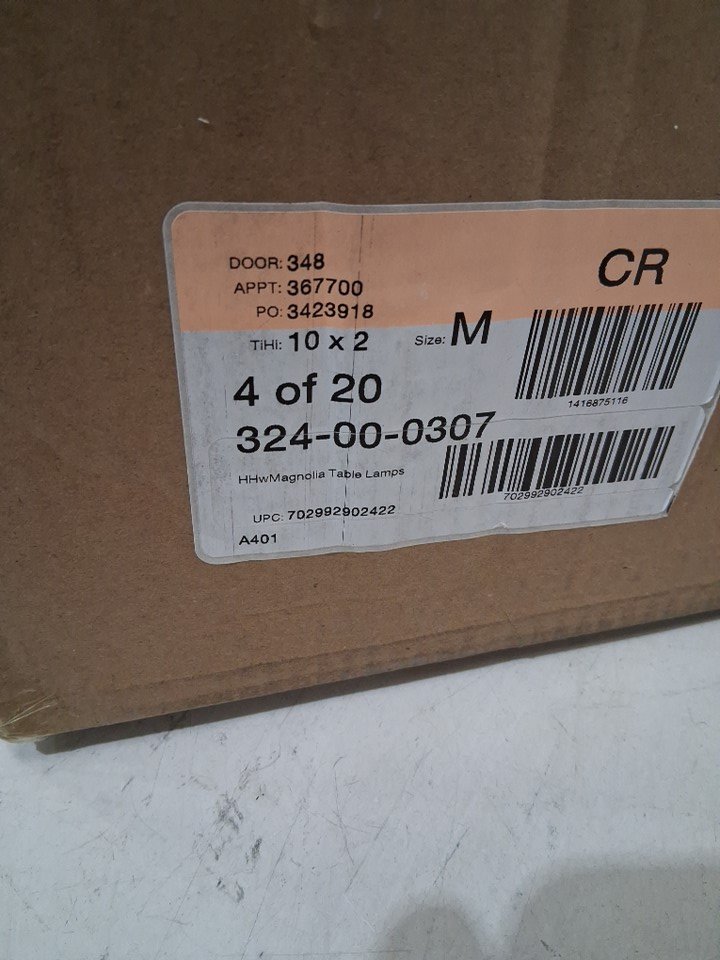 DOOR: 348
CR
APPT: 367700
PO: 3423918
TiHi: 10 x 2
Size: M
1416875116
4 of 20
324-00-0307
HHwMagnolia Table Lamps
702992902422
UPC: 702992902422
A401